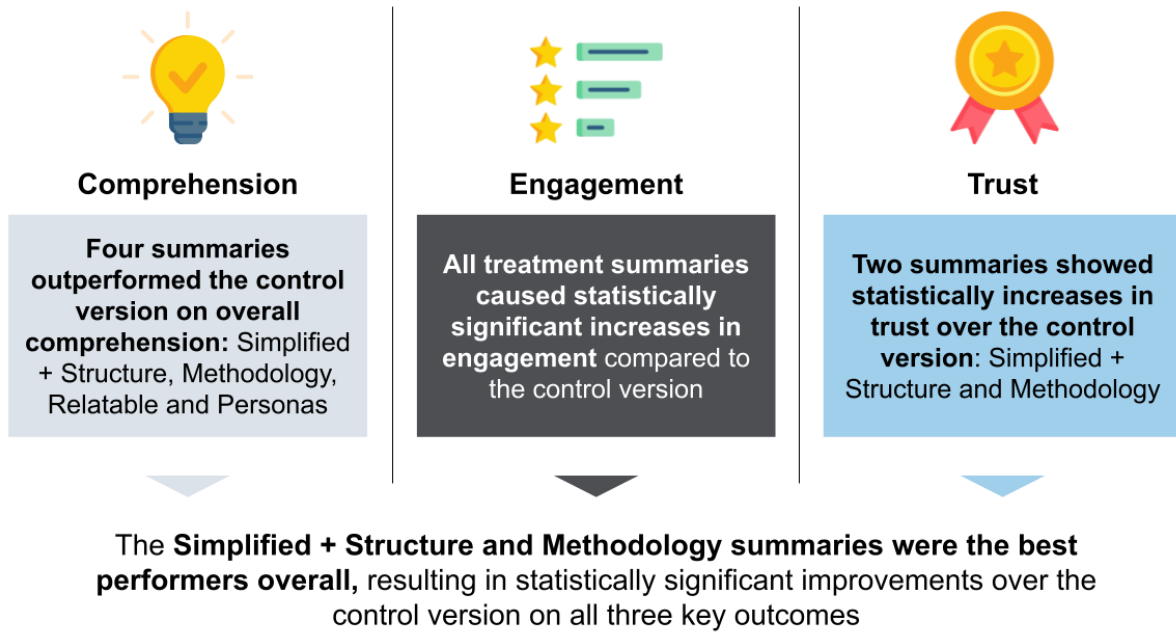 Comprehension
Four summaries
outperformed the control
version on overall
comprehension: Simplified
+ Structure, Methodology,
Relatable and Personas
Engagement
All treatment summaries
caused statistically
significant increases in
engagement compared to
the control version
Trust
Two summaries showed
statistically increases in
trust over the control
version: Simplified +
Structure and Methodology
The Simplified + Structure and Methodology summaries were the best
performers overall, resulting in statistically significant improvements over the
control version on all three key outcomes